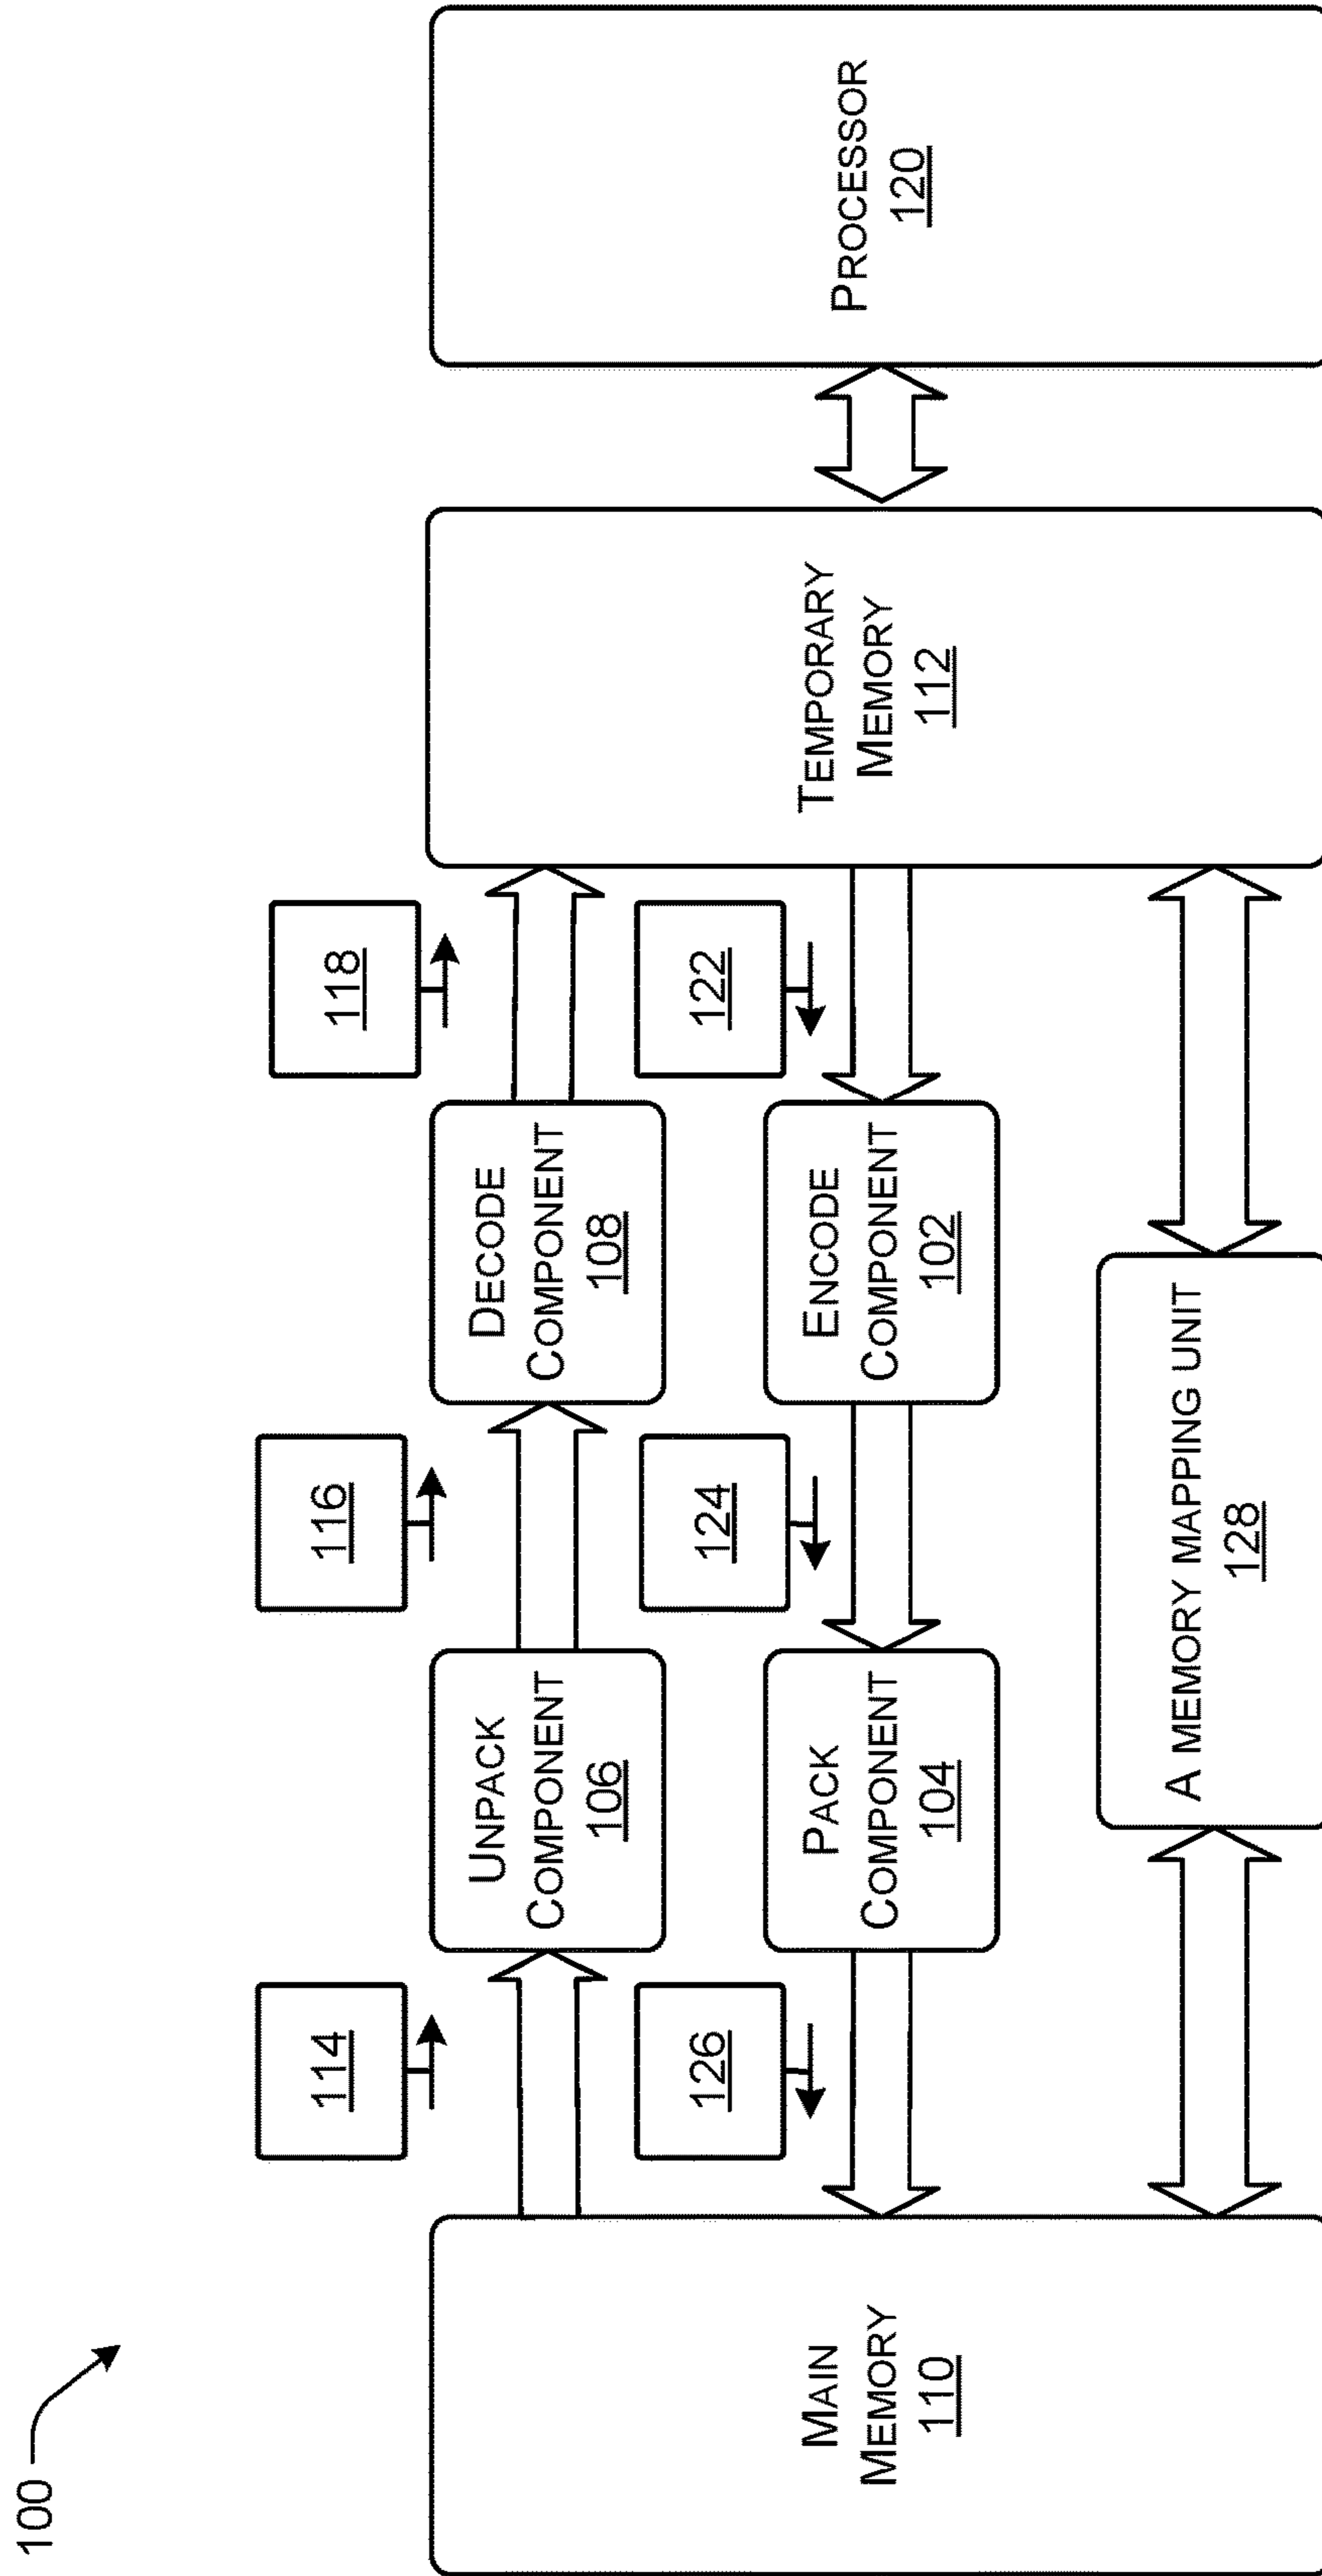 100
114
116
118
UNPACK
COMPONENT
106
DECODE
COMPONENT
108
126
124
122
MAIN
MEMORY
110
PACK
COMPONENT
104
ENCODE
COMPONENT
102
TEMPORARY
MEMORY
112
PROCESSOR
120
A MEMORY MAPPING UNIT
128